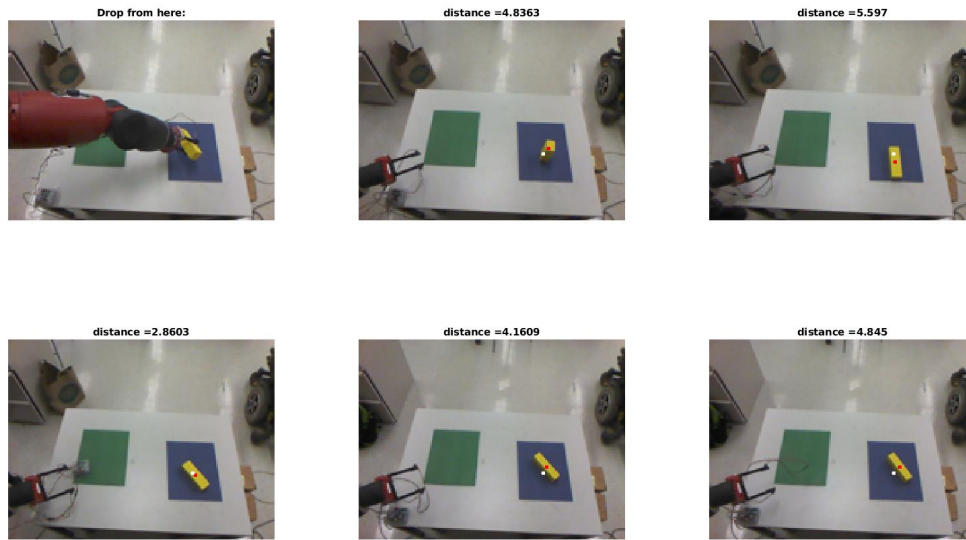 Drop from here:
distance =4.8363
distance =5.597
distance =2.8603
distance =4.1609
distance =4.845